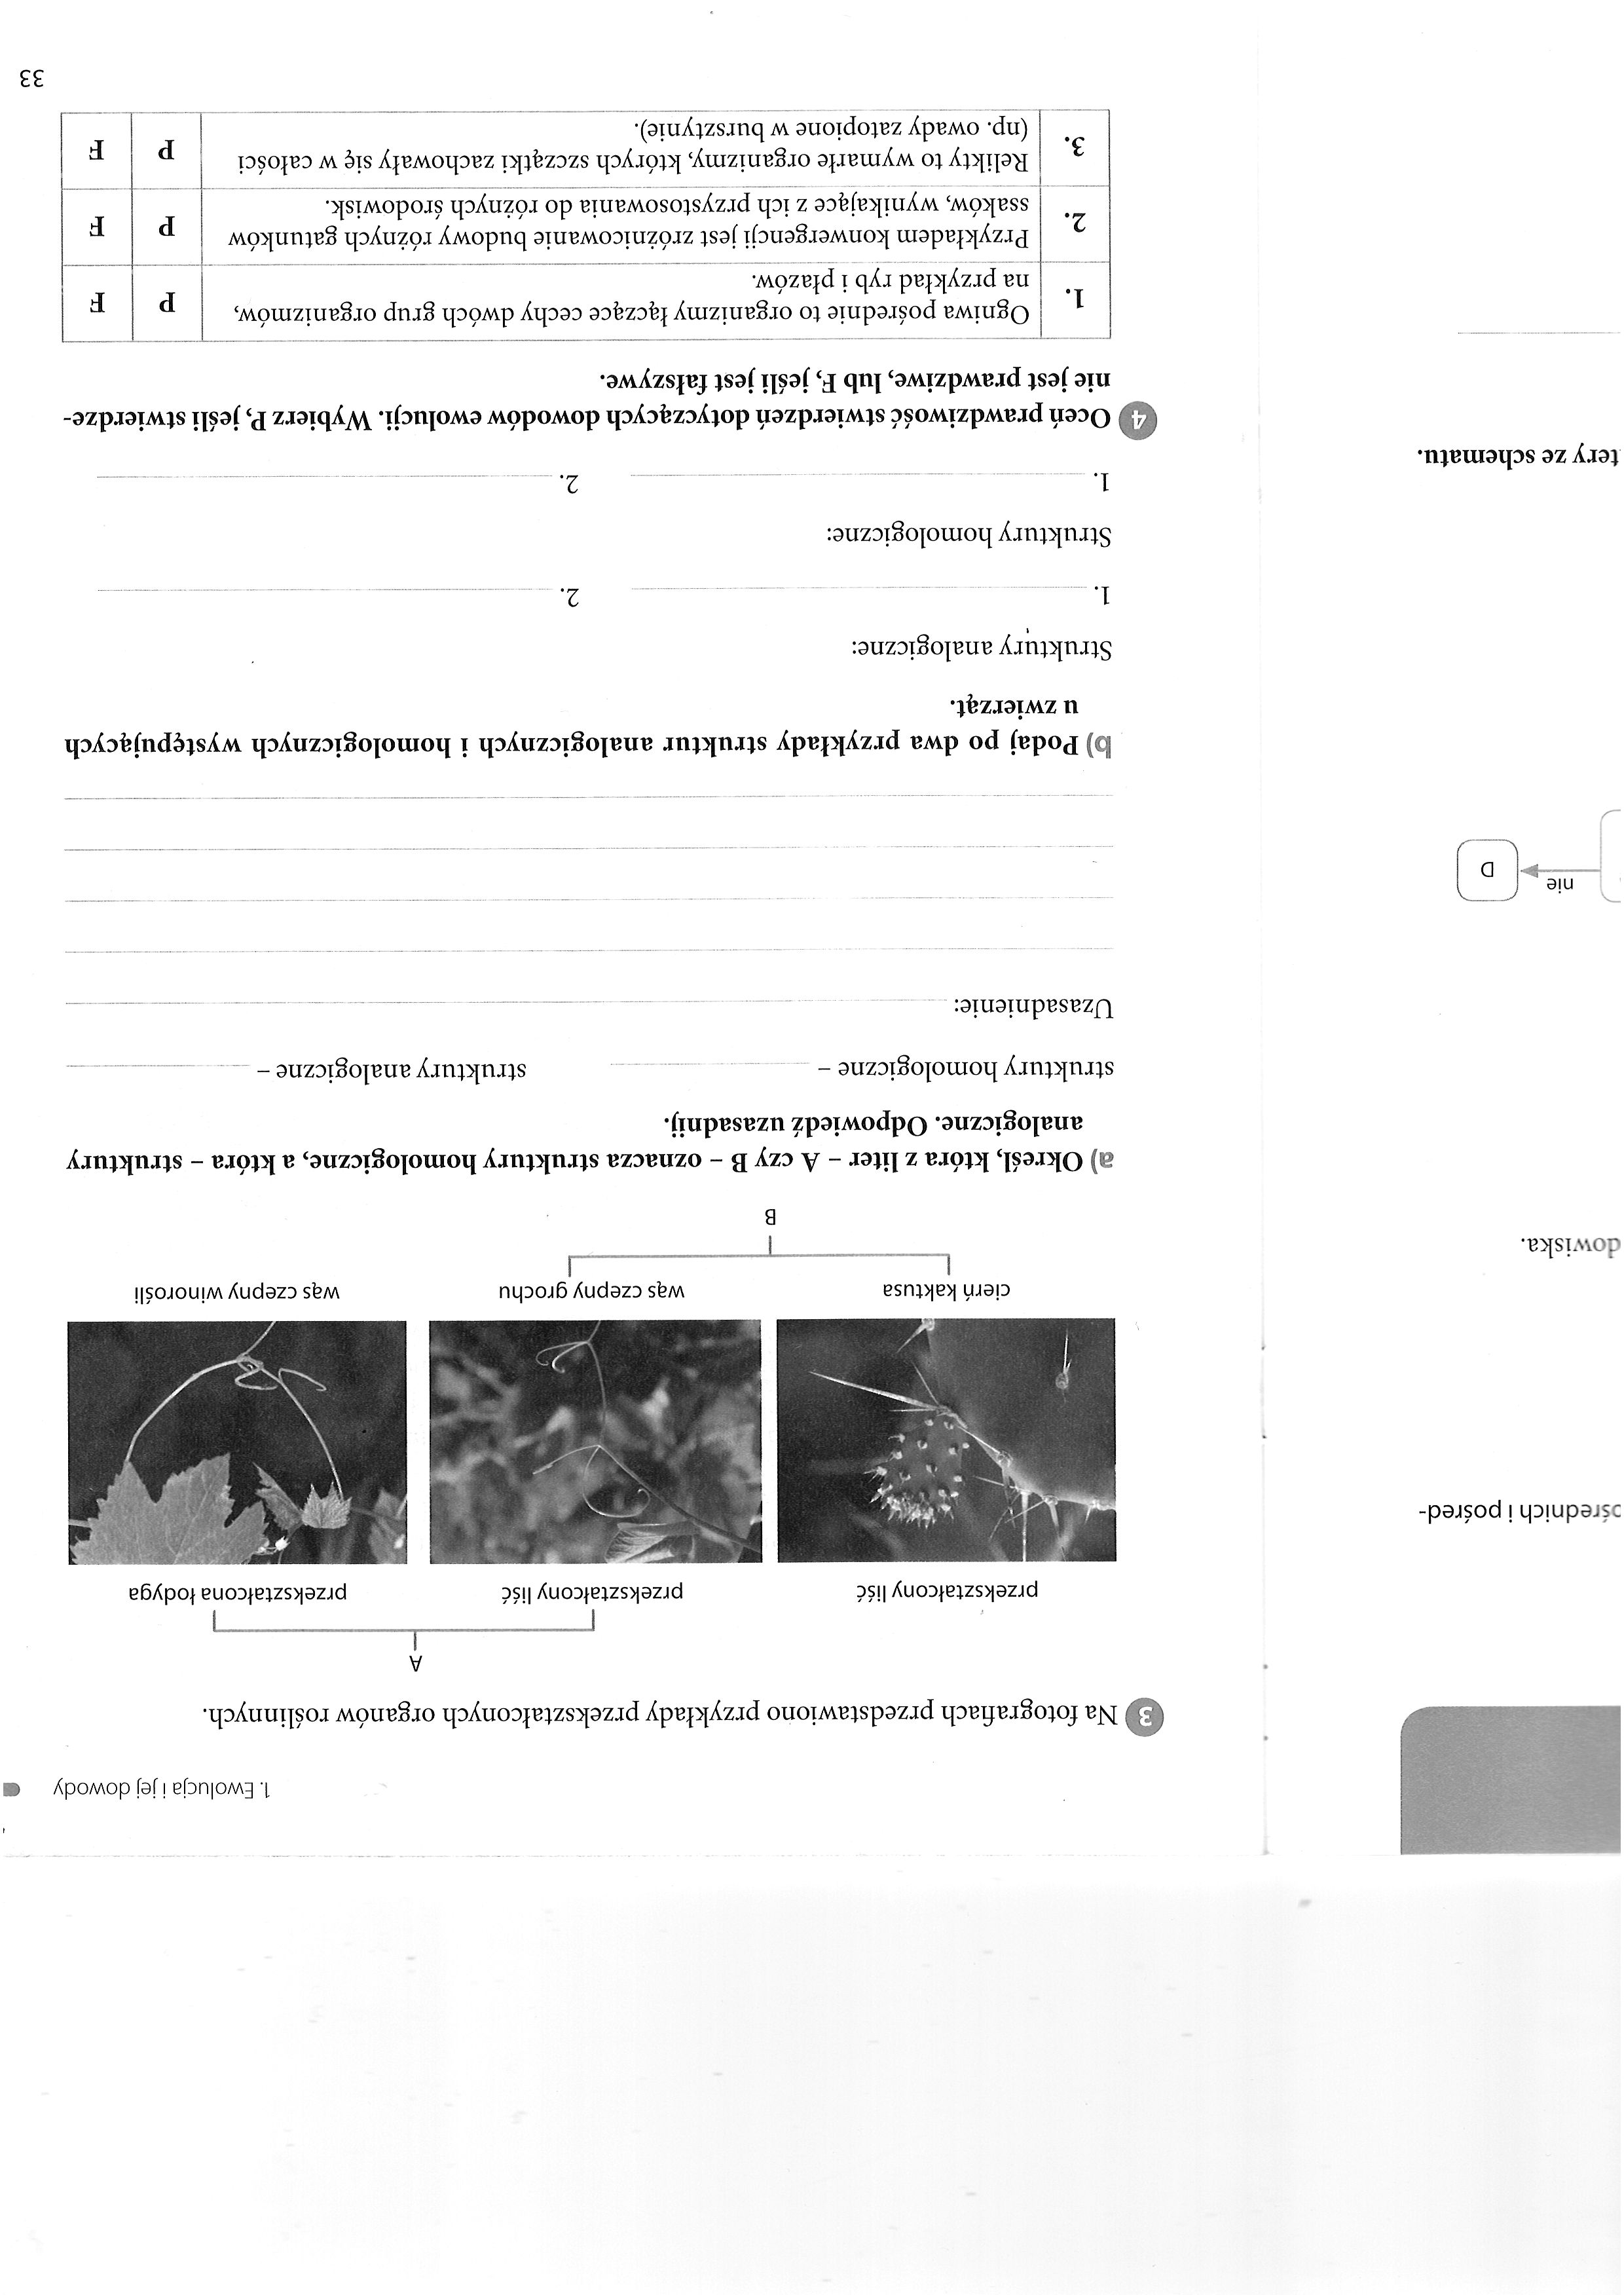 1. Ewolucja i jej dowody
3 Na fotografiach przedstawiono przykłady przekształconych organów roślinnych.
A
przekształcony liść przekształcony liść przekształcona łodyga
cierń kaktusa wąs czepny grochu wąs czepny winorośli
B
a) Określ, która z liter – A czy B – oznacza struktury homologiczne, a która – struktury
analogiczne. Odpowiedź uzasadnij.
struktury homologiczne – struktury analogiczne –
Uzasadnienie:
b) Podaj po dwa przykłady struktur analogicznych i homologicznych występujących
u zwierząt.
Struktury analogiczne:
1. 2.
Struktury homologiczne:
1. 2.
4 Oceń prawdziwość stwierdzeń dotyczących dowodów ewolucji. Wybierz P, jeśli stwierdze-
nie jest prawdziwe, lub F, jeśli jest fałszywe.
1. Ogniwa pośrednie to organizmy łączące cechy dwóch grup organizmów, P F
na przykład ryb i płazów.
2. Przykładem konwergencji jest zróżnicowanie budowy różnych gatunków P F
ssaków, wynikające z ich przystosowania do różnych środowisk.
3. Relikty to wymarłe organizmy, których szczątki zachowały się w całości P F
(np. owady zatopione w bursztynie).
33
ośrednich i pośred-
dowiska.
nie
D
tery ze schematu.